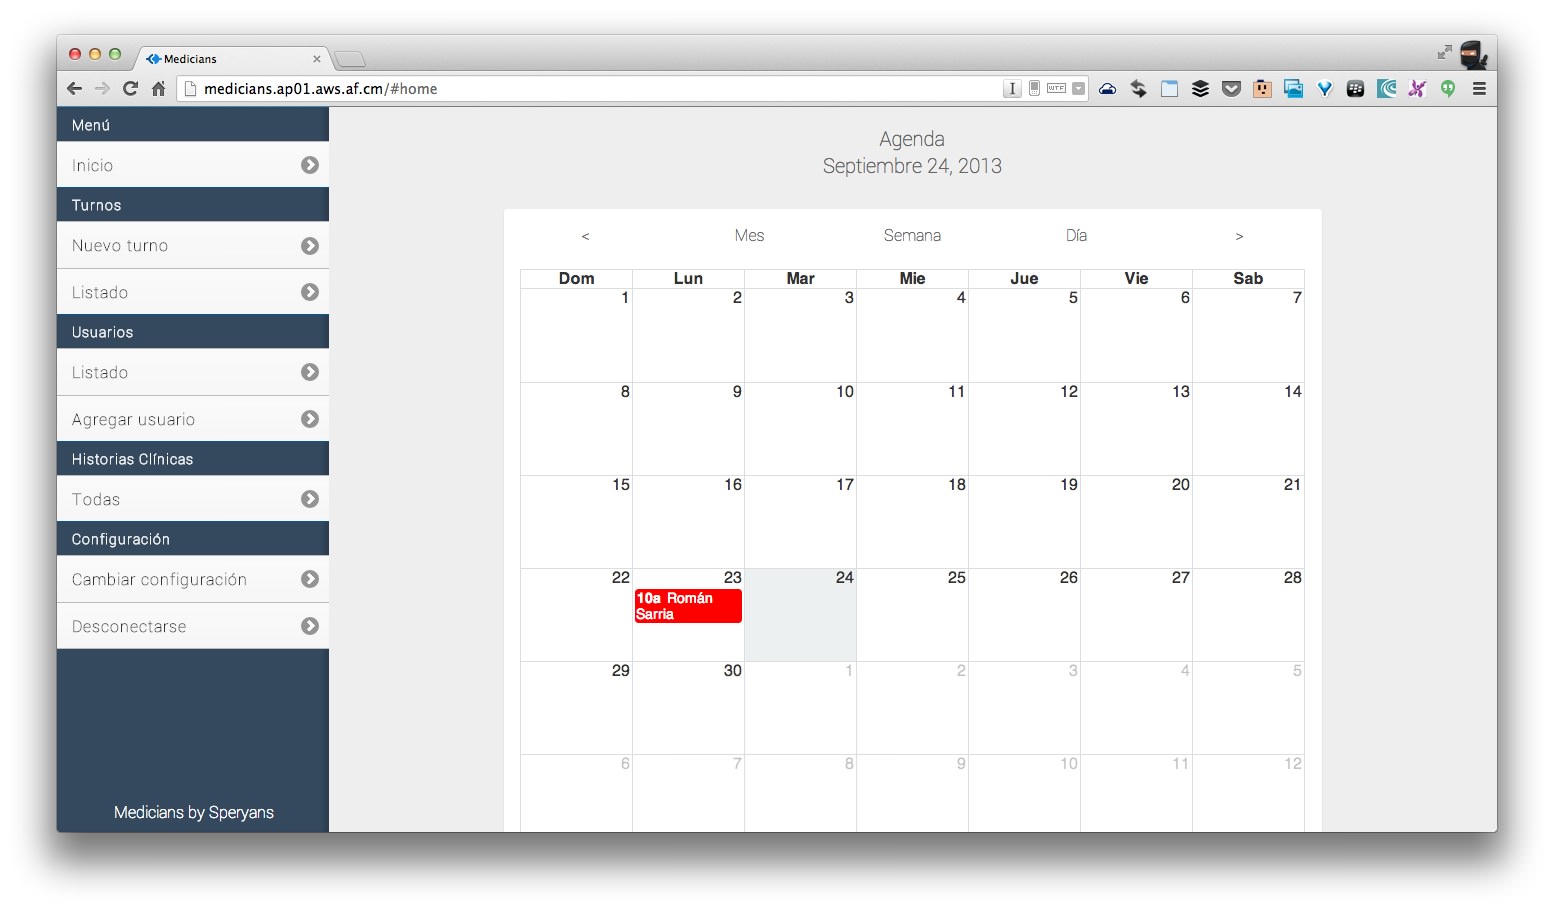 Medicians
medicians.ap01.aws.af.cm/#home
I
WTF
Menú
Inicio
Turnos
Nuevo turno
Listado
Usuarios
Listado
Agregar usuario
Historias Clínicas
Todas
Configuración
Cambiar configuración
Desconectarse
Medicians by Speryans
Agenda
Septiembre 24, 2013
< Mes Semana Día >
Dom Lun Mar Mie Jue Vie Sab
1 2 3 4 5 6 7
8 9 10 11 12 13 14
15 16 17 18 19 20 21
22 23 24 25 26 27 28
10a Román
Sarria
29 30 1 2 3 4 5
6 7 8 9 10 11 12